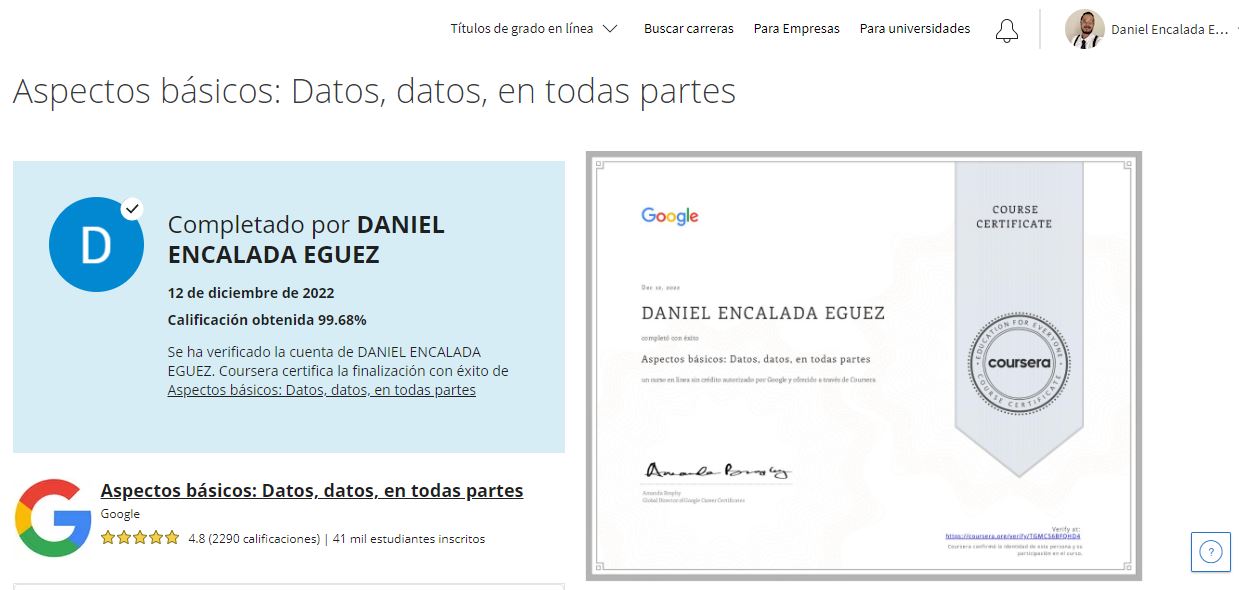 Títulos de grado en línea
Buscar carreras
Para Empresas
Para universidades
Daniel Encalada E...
Aspectos básicos: Datos, datos, en todas partes
D
Completado por DANIEL
ENCALADA EGUEZ
12 de diciembre de 2022
Calificación obtenida 99.68%
Se ha verificado la cuenta de DANIEL ENCALADA
EGUEZ. Coursera certifica la finalización con éxito de
Aspectos básicos: Datos, datos, en todas partes
Aspectos básicos: Datos, datos, en todas partes
Google
4.8 (2290 calificaciones) | 41 mil estudiantes inscritos
Google
Dec 12, 2022
DANIEL ENCALADA EGUEZ
completó con éxito
Aspectos básicos: Datos, datos, en todas partes
un curso en línea sin crédito autorizado por Google y ofrecido a través de Coursera
Amanda Brophy
Amanda Brophy
Global Director of Google Career Certificates
COURSE
CERTIFICATE
EDUCATION FOR EVERYONE
coursera
COURSE CERTIFICATE
Verify at:
https://coursera.org/verify/
Coursera confirmó la identidad de esta persona y su
participación en el curso.
?